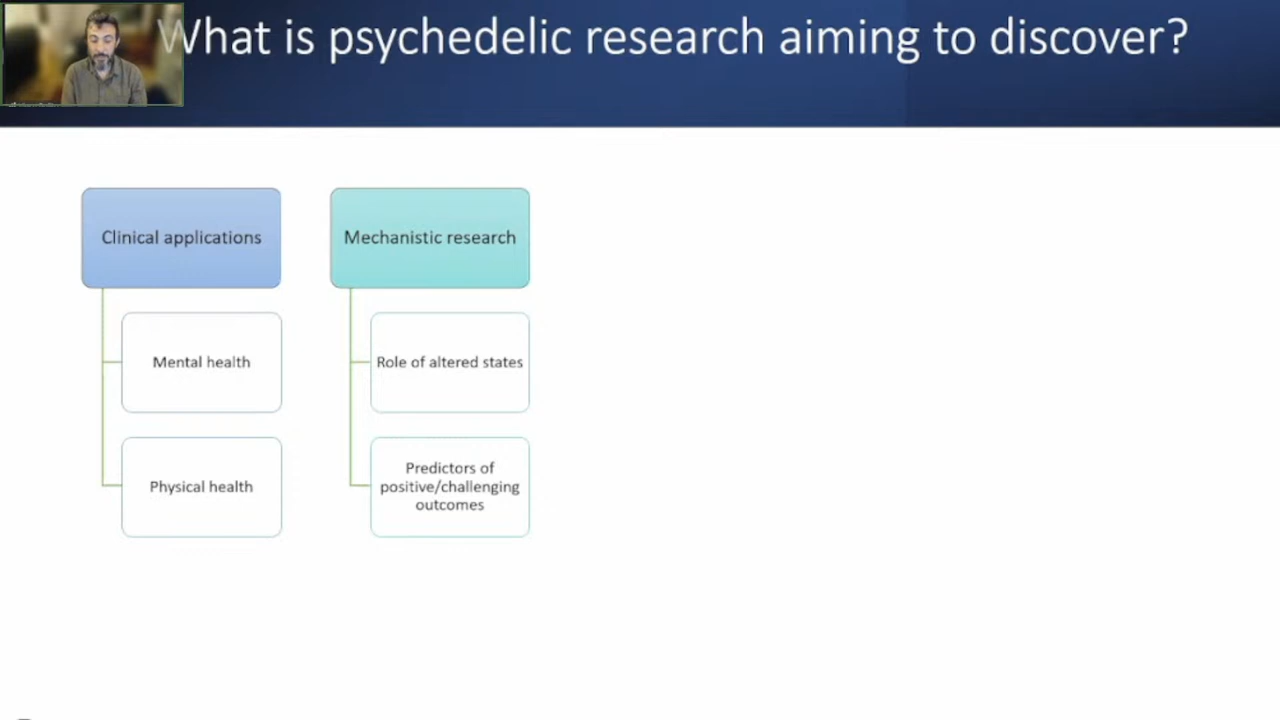 What is psychedelic research aiming to discover?
Clinical applications
Mental health
Physical health
Mechanistic research
Role of altered states
Predictors of
positive/challenging
outcomes